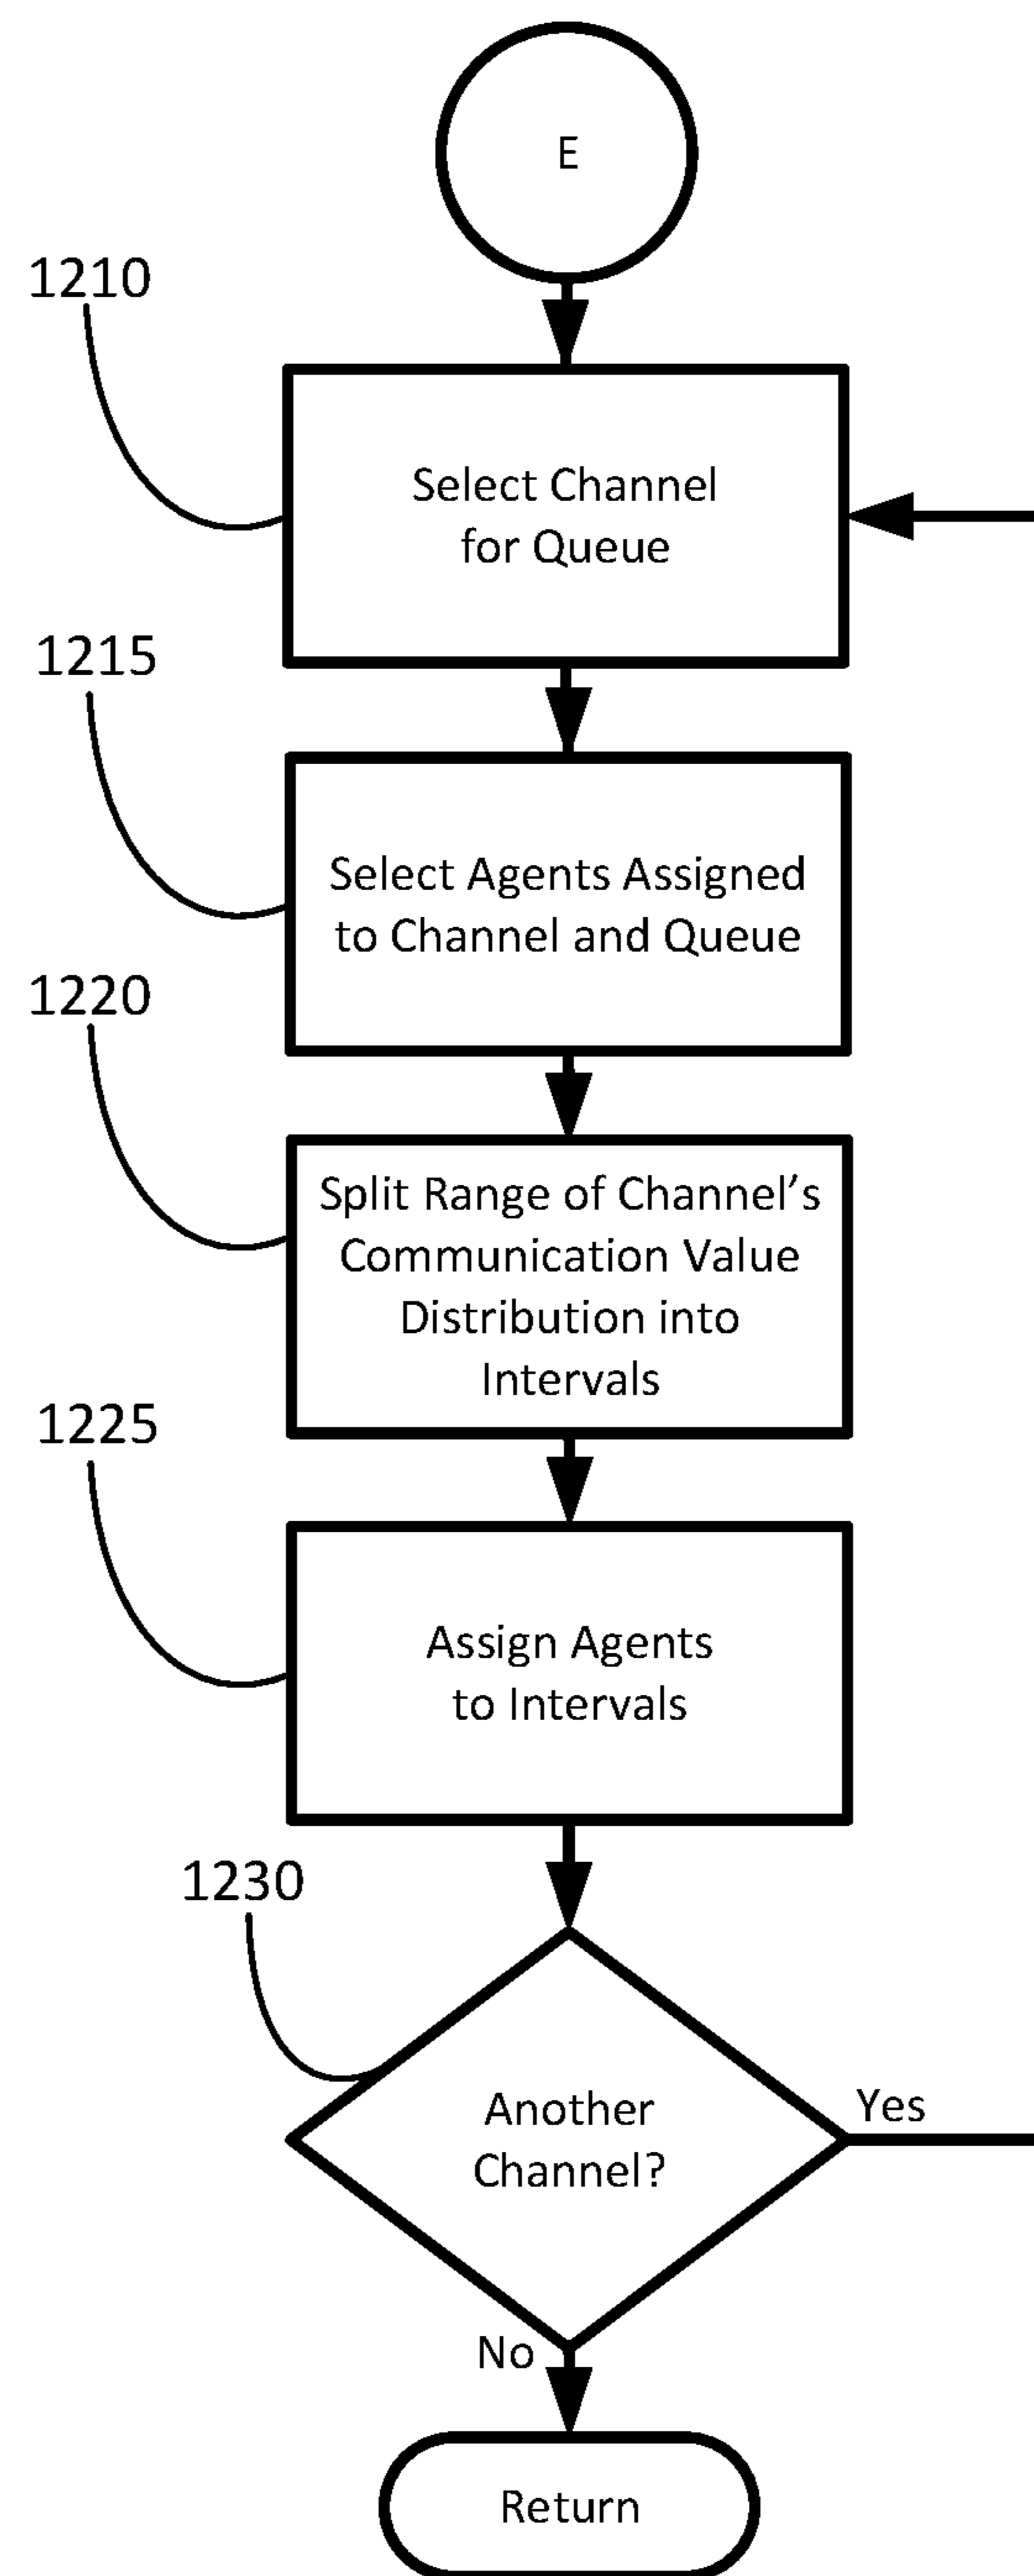 E
1210
Select Channel
for Queue
1215
Select Agents Assigned
to Channel and Queue
1220
Split Range of Channel’s
Communication Value
Distribution into
Intervals
1225
Assign Agents
to Intervals
1230
Another
Channel?
Yes
No
Return